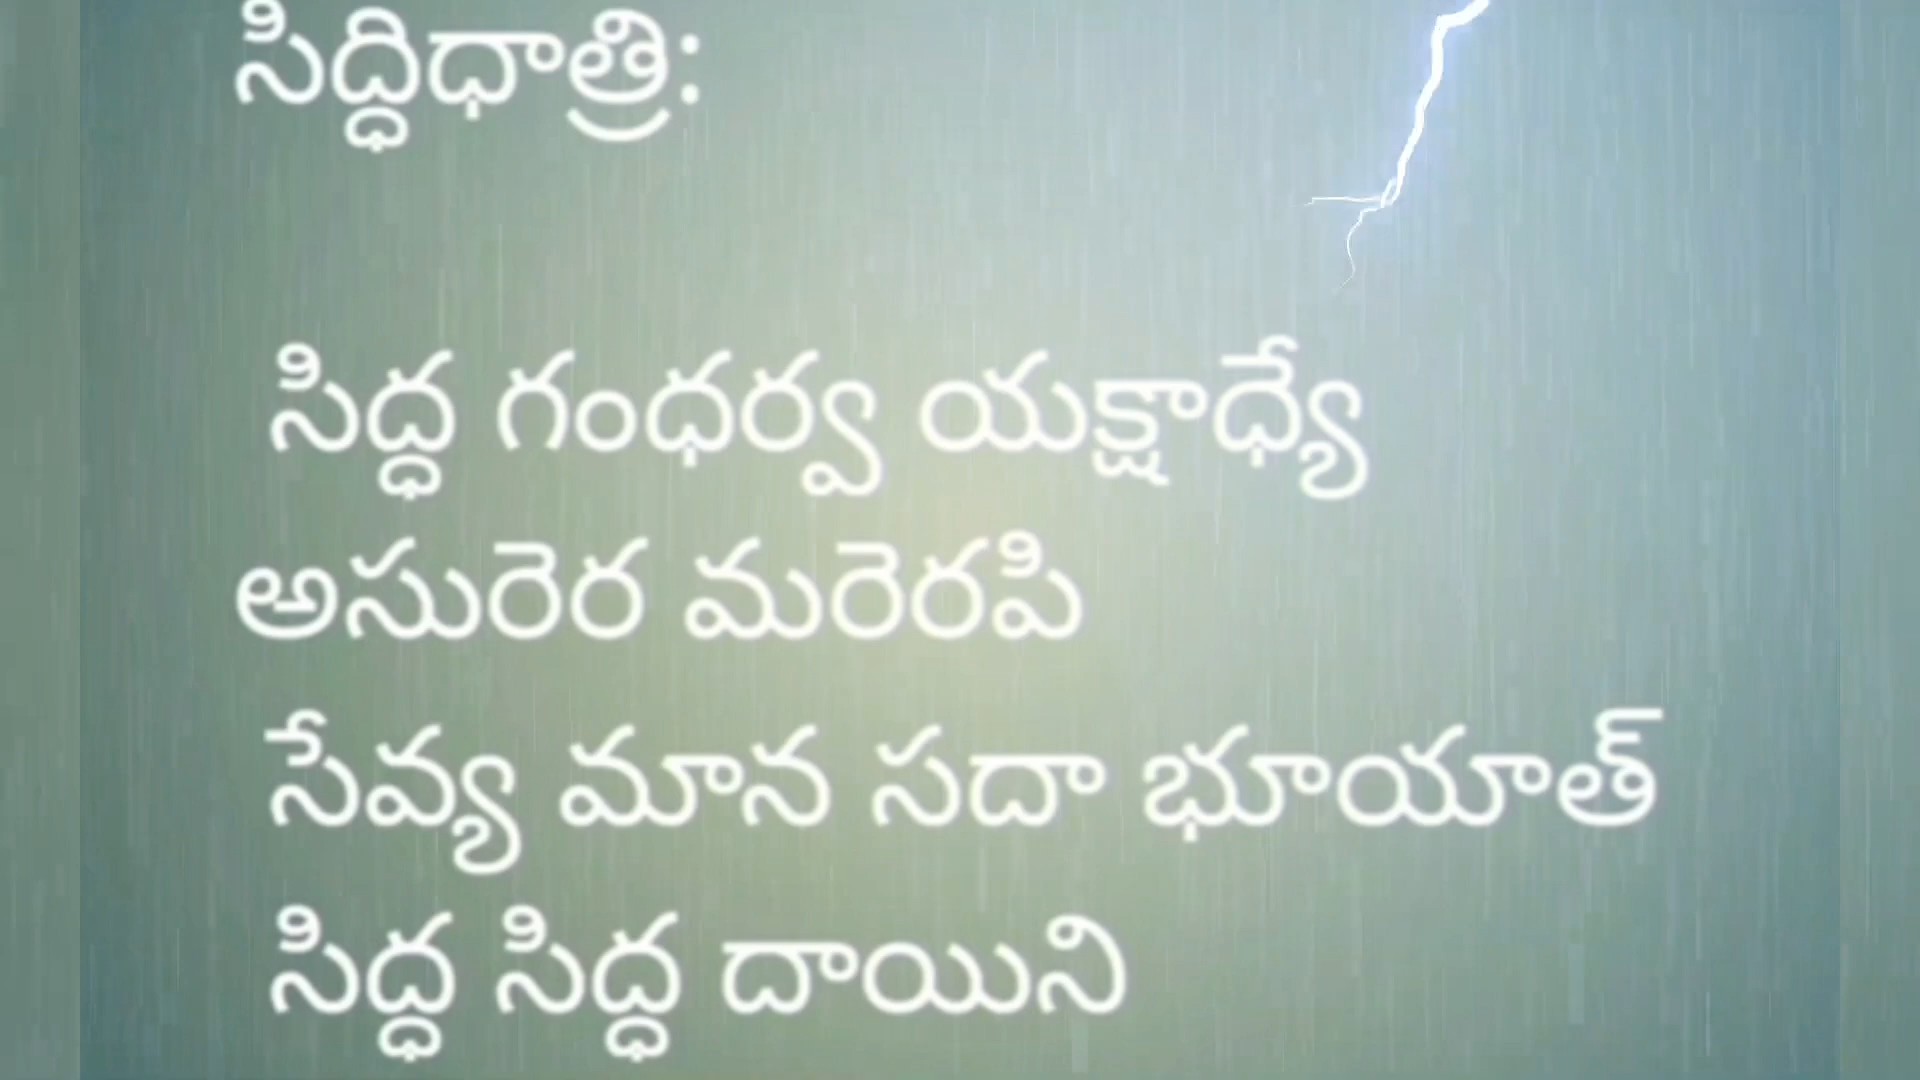 సిద్ధిధాత్రి:
సిద్ధ గంధర్వ యక్షాధ్యే
అసురెర మరెరపి
సేవ్య మాన సదా భూయాత్
సిద్ధ సిద్ధ దాయిని